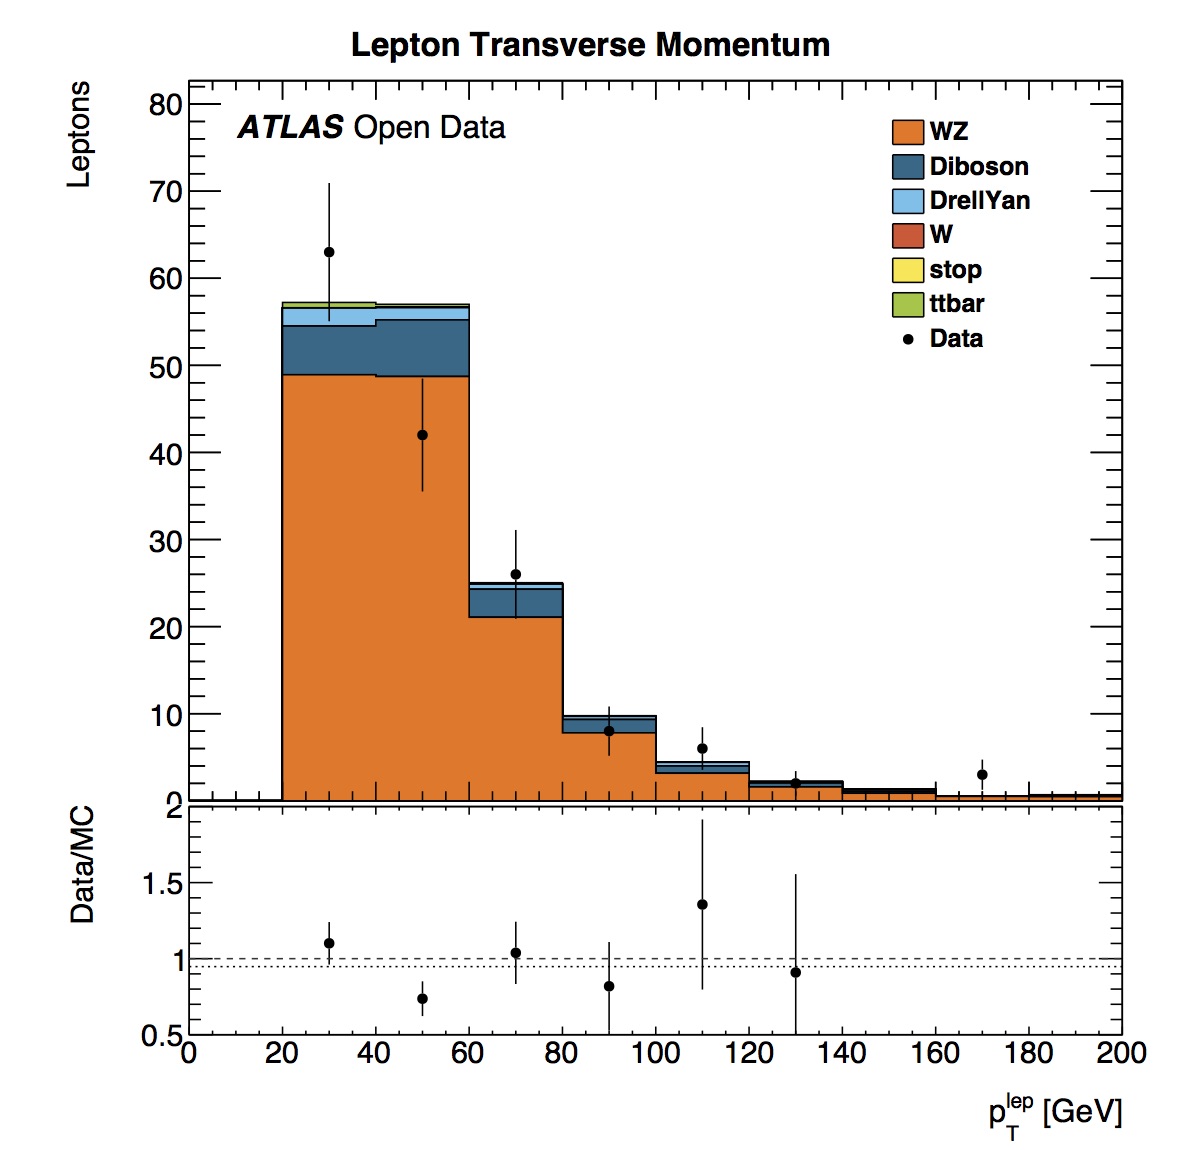 Lepton Transverse Momentum
Leptons
ATLAS Open Data
80
70
60
50
40
30
20
10
0
WZ
Diboson
DrellYan
W
stop
ttbar
Data
Data/MC
2
1.5
1
0.5
0 20 40 60 80 100 120 140 160 180 200
p_T^lep [GeV]